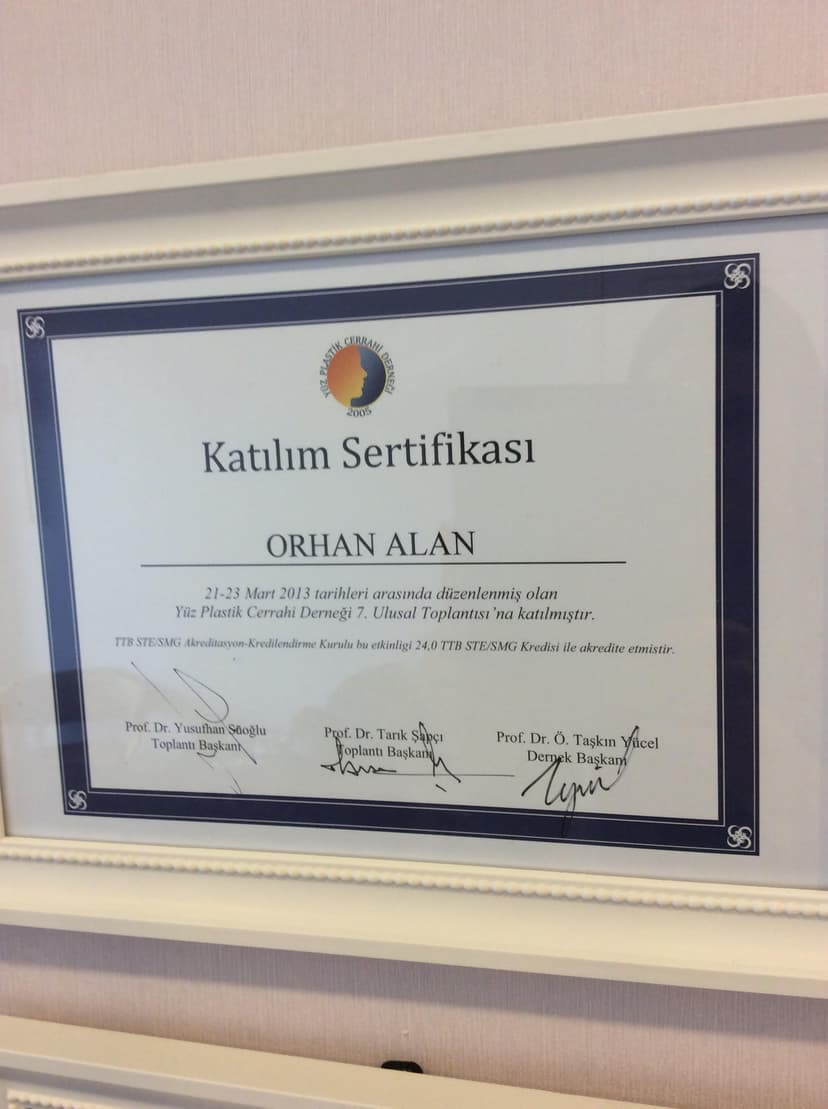 YÜZ PLASTİK CERRAHİ DERNEĞİ
2005
Katılım Sertifikası
ORHAN ALAN
21-23 Mart 2013 tarihleri arasında düzenlenmiş olan
Yüz Plastik Cerrahi Derneği 7. Ulusal Toplantısı'na katılmıştır.
TTB STE/SMG Akreditasyon-Kredilendirme Kurulu bu etkinligi 24,0 TTB STE/SMG Kredisi ile akredite etmistir.
Prof. Dr. Yusufhan Süoğlu
Toplantı Başkanı
Prof. Dr. Tarık Şapçı
Toplantı Başkanı
Prof. Dr. Ö. Taşkın Yücel
Dernek Başkanı